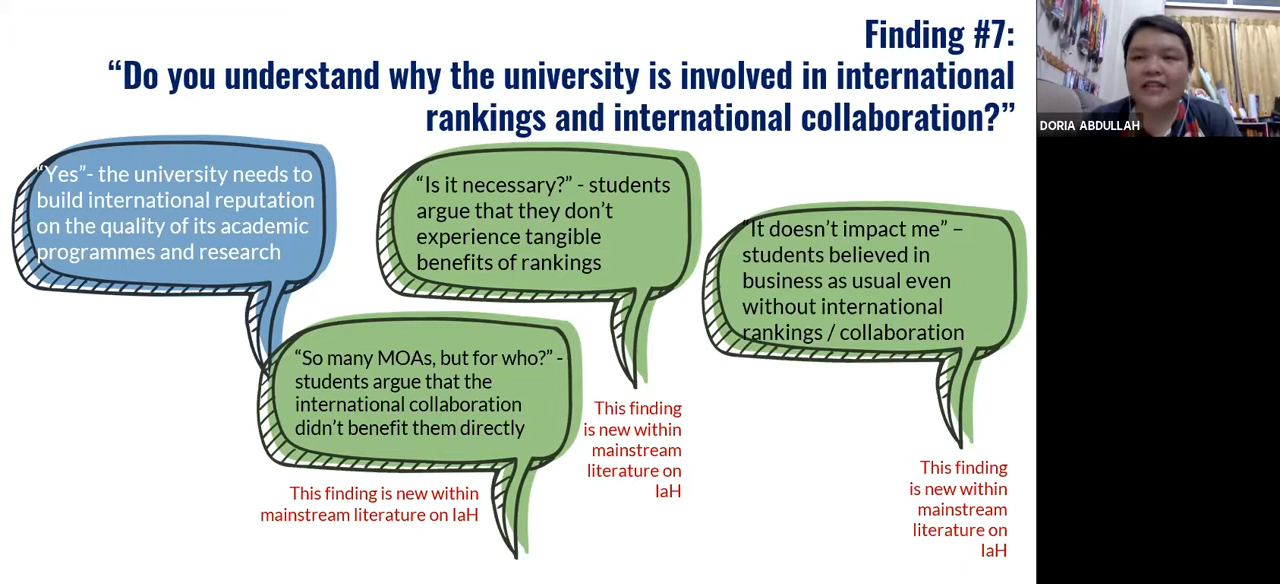 Finding #7:
“Do you understand why the university is involved in international
rankings and international collaboration?”
DORIA ABDULLAH
“Yes”- the university needs to
build international reputation
on the quality of its academic
programmes and research
“Is it necessary?” - students
argue that they don’t
experience tangible
benefits of rankings
This finding
is new within
mainstream
literature on
IaH
“It doesn’t impact me” –
students believed in
business as usual even
without international
rankings / collaboration
This finding
is new within
mainstream
literature on
IaH
“So many MOAs, but for who?” -
students argue that the
international collaboration
didn’t benefit them directly
This finding is new within
mainstream literature on IaH